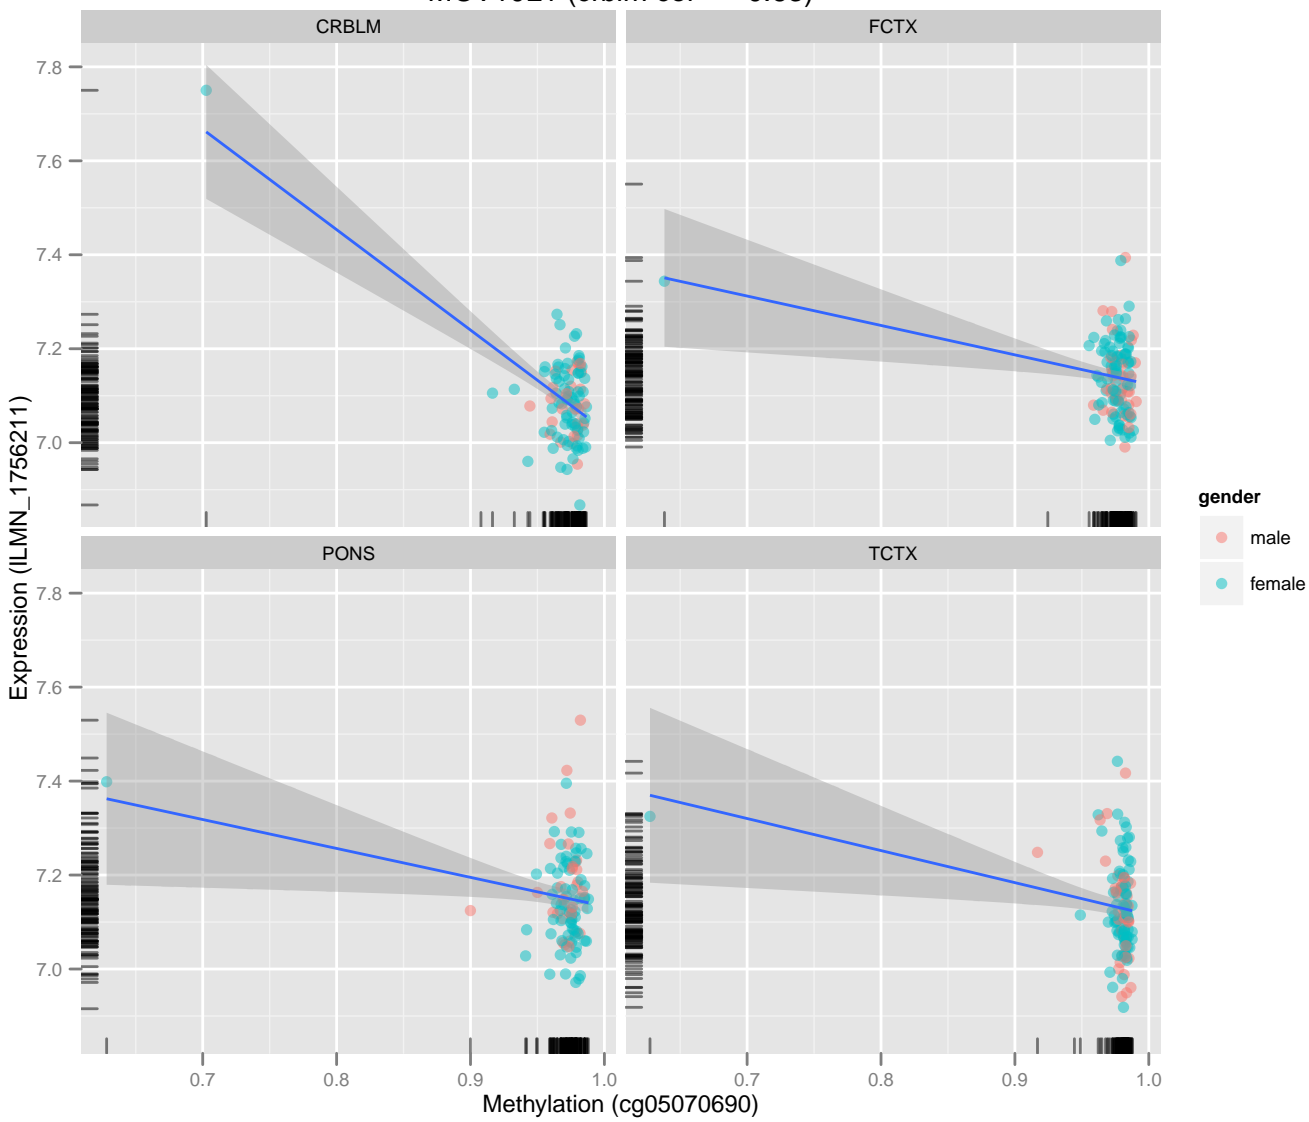 CRBLM FCTX
7.8
7.6
7.4
7.2
7.0
PONS TCTX
7.8
7.6
7.4
7.2
7.0
0.7 0.8 0.9 1.0 0.7 0.8 0.9 1.0
Methylation (cg05070690)
Expression (ILMN_1756211)
gender
male
female